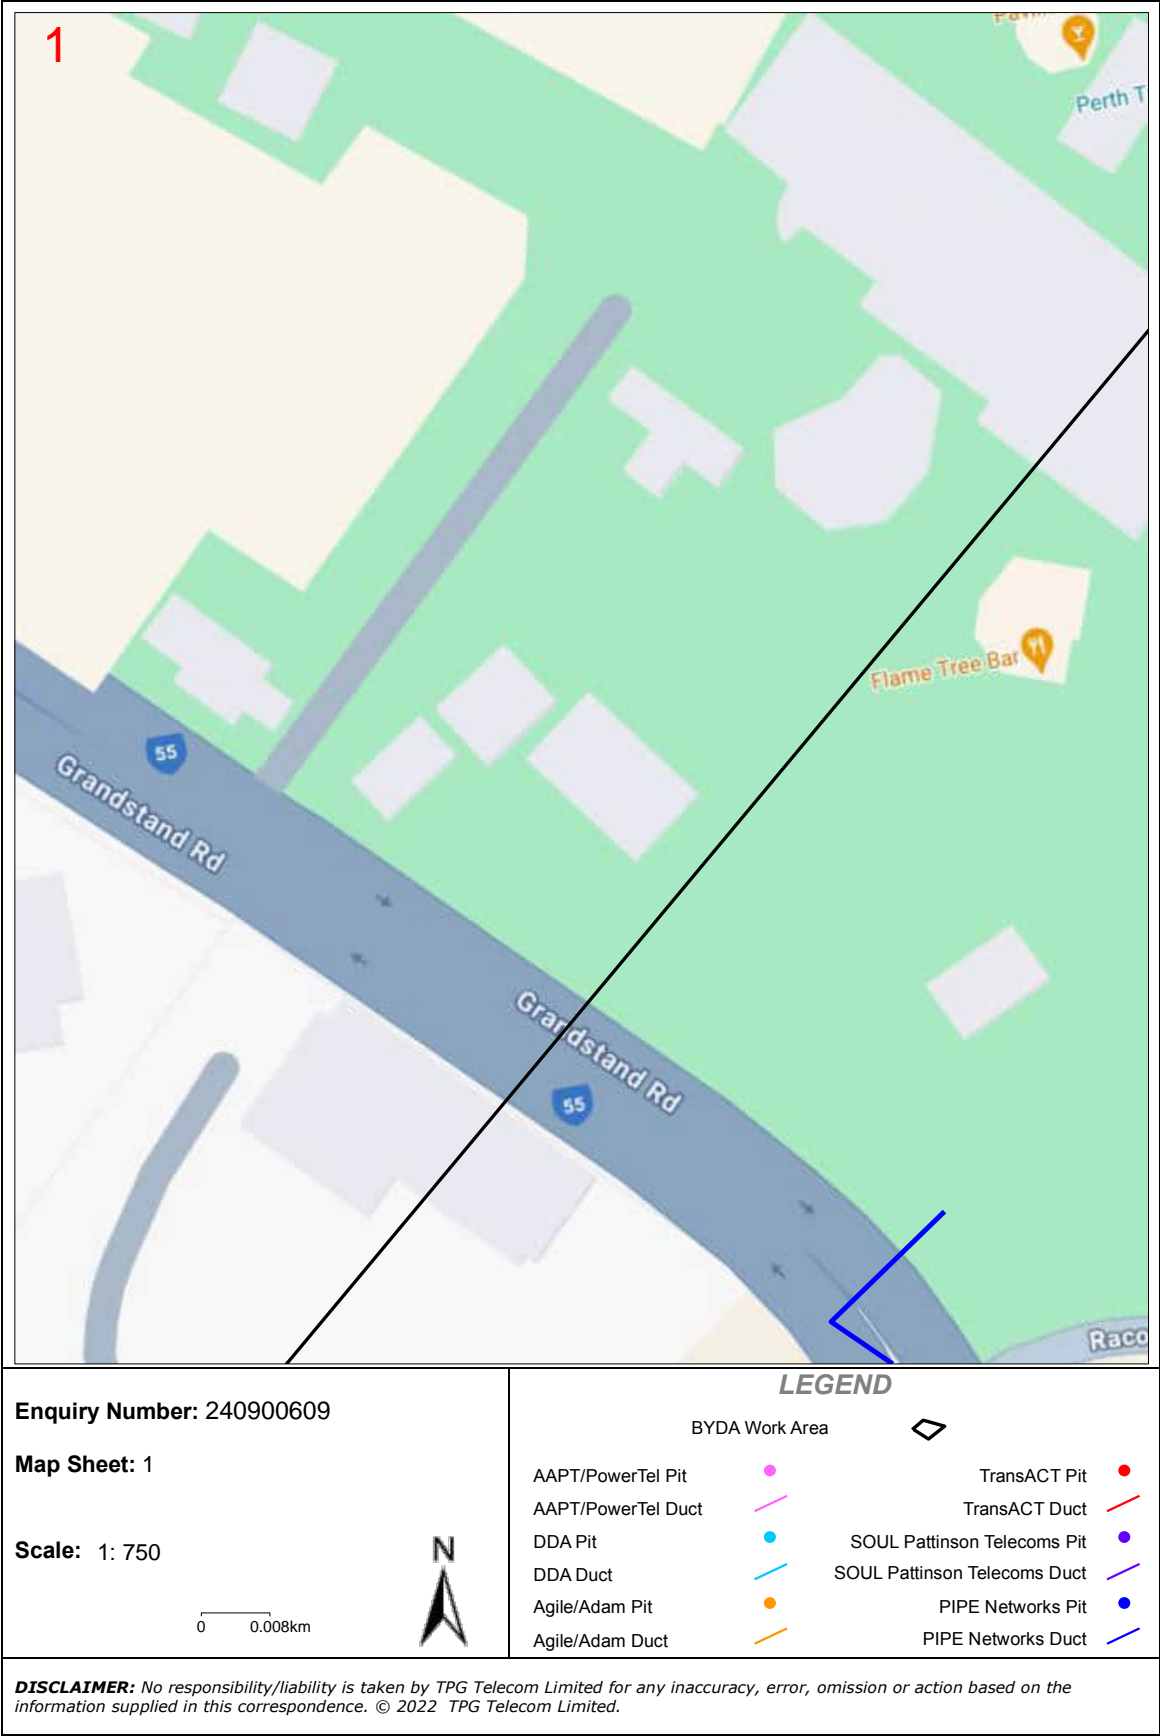 1
Perth T
Flame Tree Bar
55
Grandstand Rd
Grandstand Rd
55
Raco
LEGEND
Enquiry Number: 240900609
Map Sheet: 1
Scale: 1: 750
N
0 0.008km
BYDA Work Area
AAPT/PowerTel Pit
AAPT/PowerTel Duct
DDA Pit
DDA Duct
Agile/Adam Pit
Agile/Adam Duct
TransACT Pit
TransACT Duct
SOUL Pattinson Telecoms Pit
SOUL Pattinson Telecoms Duct
PIPE Networks Pit
PIPE Networks Duct
DISCLAIMER: No responsibility/liability is taken by TPG Telecom Limited for any inaccuracy, error, omission or action based on the
information supplied in this correspondence. © 2022 TPG Telecom Limited.